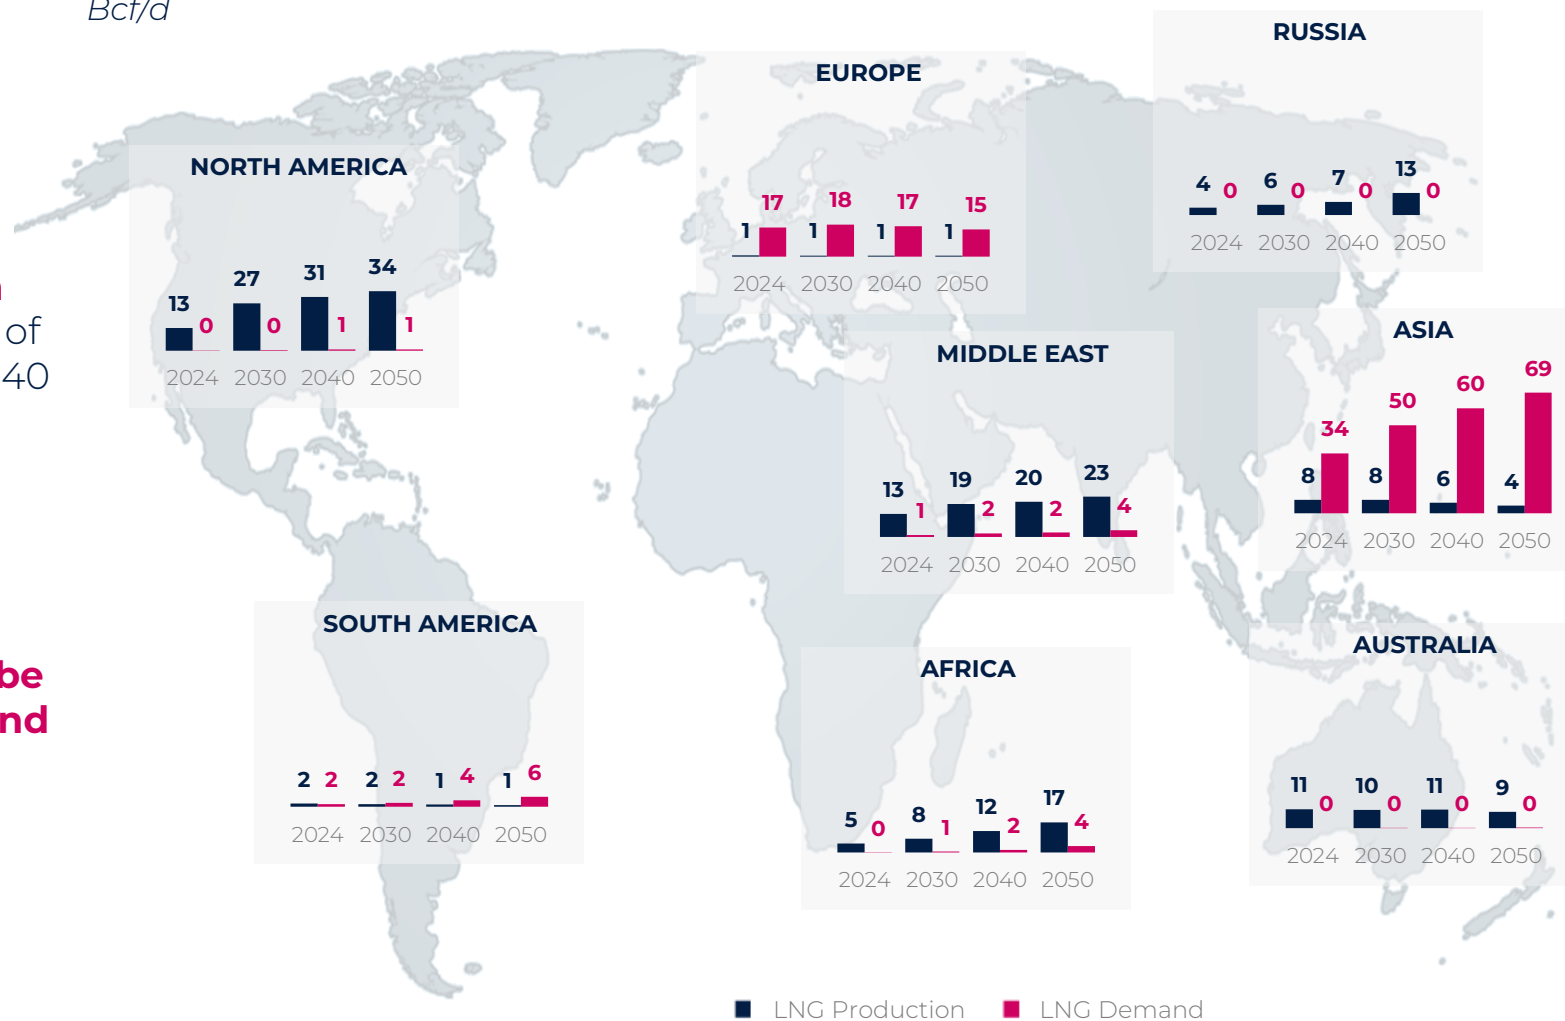 Bcf/d
of
40
be
nd
NORTH AMERICA
13 0 27 0 31 1 34 1
2024 2030 2040 2050
EUROPE
1 17 1 18 1 17 1 15
2024 2030 2040 2050
RUSSIA
4 0 6 0 7 0 13 0
2024 2030 2040 2050
MIDDLE EAST
13 1 19 2 20 2 23 4
2024 2030 2040 2050
ASIA
8 34 8 50 6 60 4 69
2024 2030 2040 2050
SOUTH AMERICA
2 2 2 2 1 4 1 6
2024 2030 2040 2050
AFRICA
5 0 8 1 12 2 17 4
2024 2030 2040 2050
AUSTRALIA
11 0 10 0 11 0 9 0
2024 2030 2040 2050
LNG Production LNG Demand